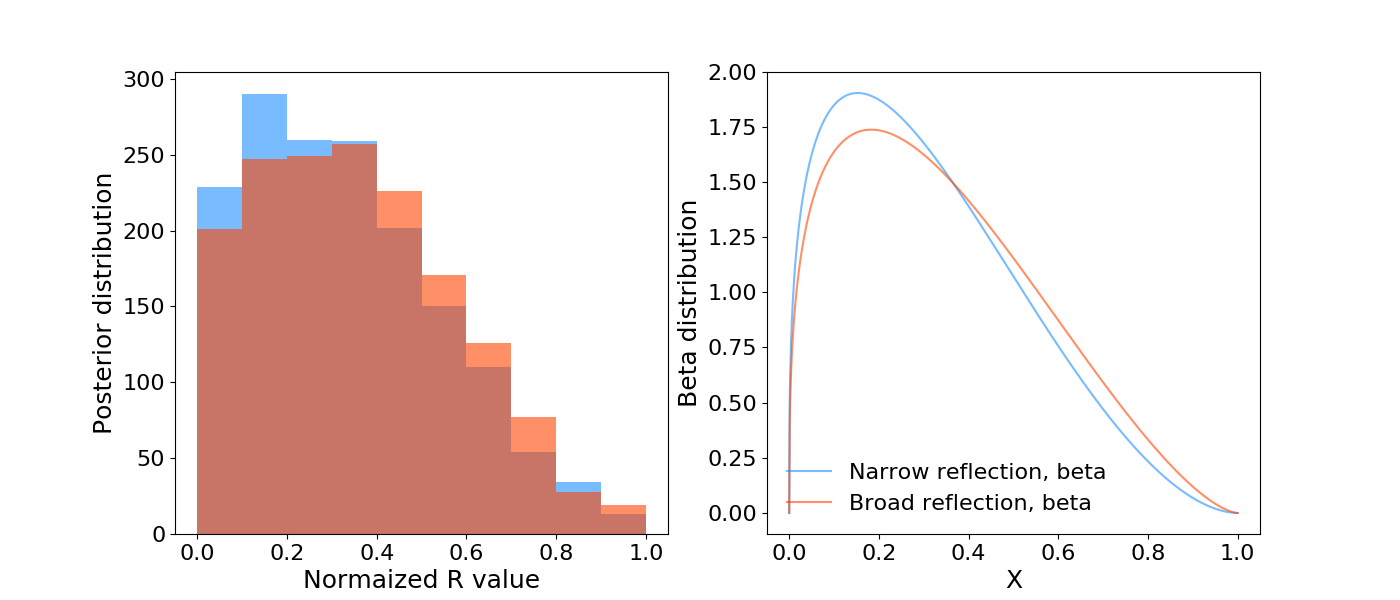 Posterior distribution
300
250
200
150
100
50
0
0.0 0.2 0.4 0.6 0.8 1.0
Normaized R value
Beta distribution
2.00
1.75
1.50
1.25
1.00
0.75
0.50
0.25
0.00
Narrow reflection, beta
Broad reflection, beta
0.0 0.2 0.4 0.6 0.8 1.0
X